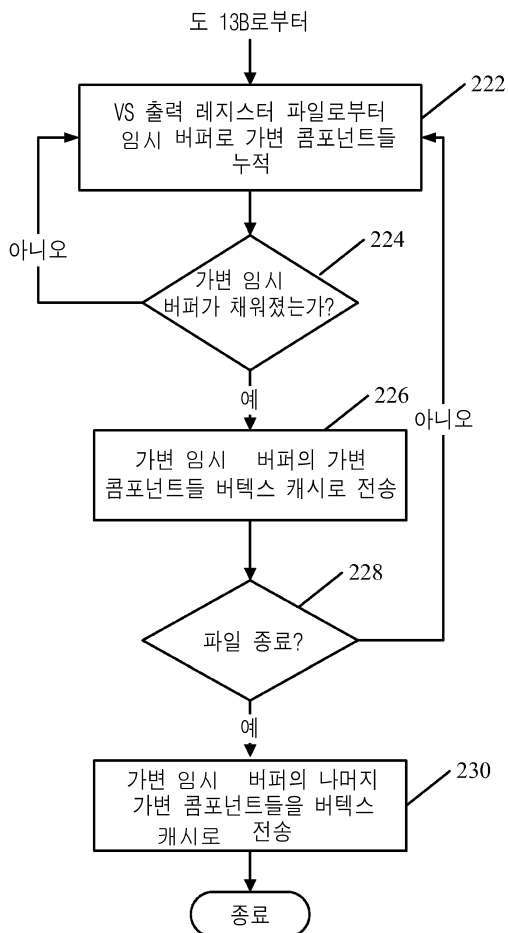 도 13B로부터
222
VS 출력 레지스터 파일로부터
임시 버퍼로 가변 콤포넌트들
누적
아니오
224
가변 임시
버퍼가 채워졌는가?
예
226
아니오
가변 임시 버퍼의 가변
콤포넌트들 버텍스 캐시로 전송
228
파일 종료?
예
230
가변 임시 버퍼의 나머지
가변 콤포넌트들을 버텍스
캐시로 전송
종료